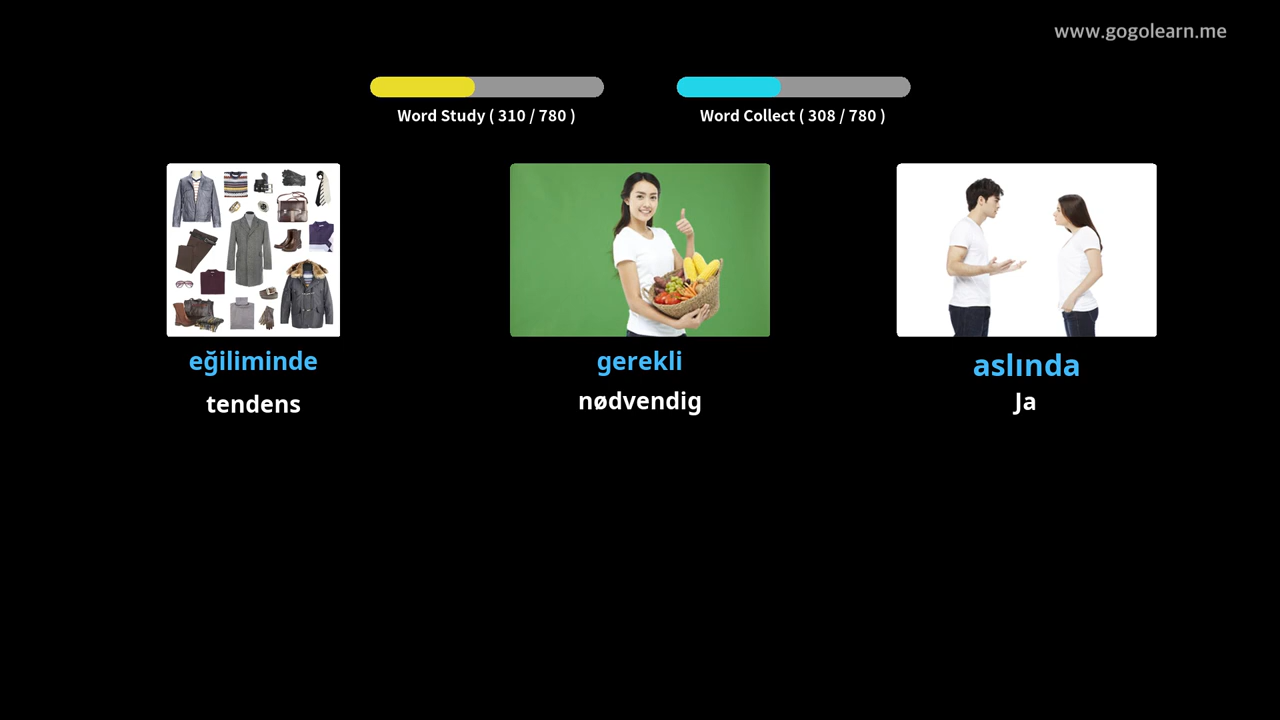 www.gogolearn.me
Word Study ( 310 / 780 )
Word Collect ( 308 / 780 )
eğiliminde
gerekli
aslında
tendens
nødvendig
Ja